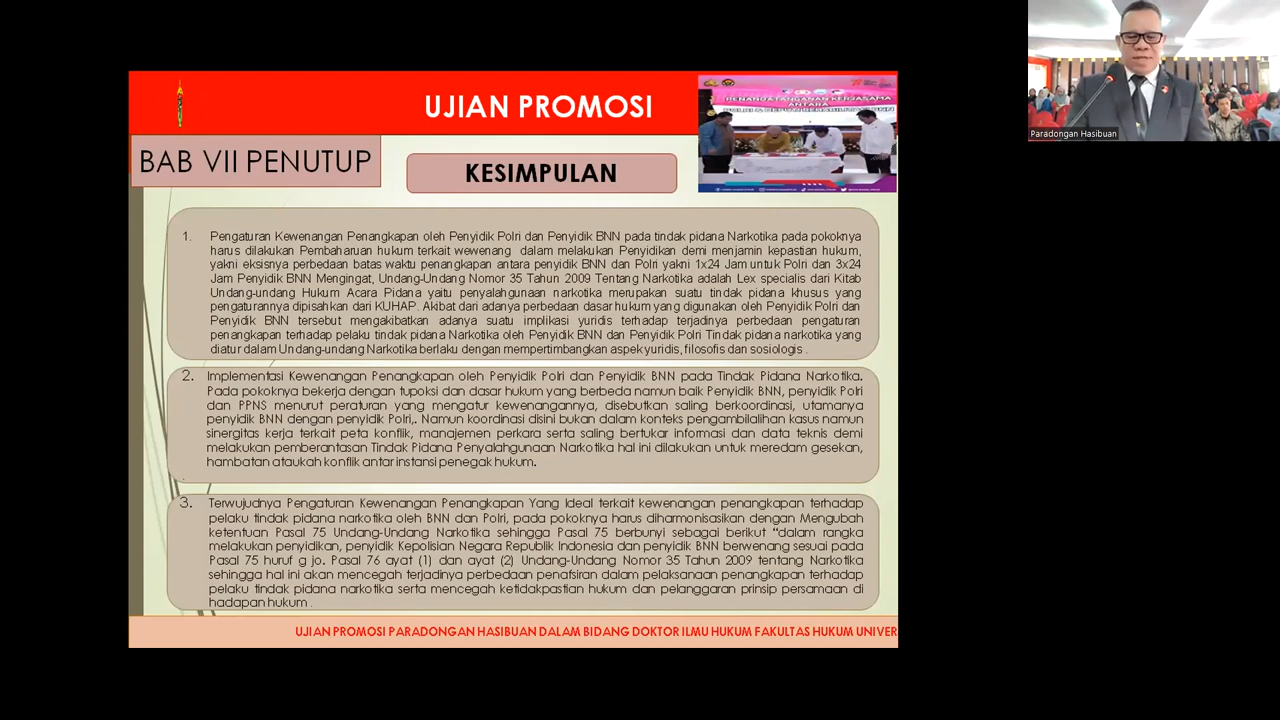 UJIAN PROMOSI
PENANDATANGANAN KERJASAMA
ANTARA
BAB VII PENUTUP
KESIMPULAN
Paradongan Hasibuan
1. Pengaturan Kewenangan Penangkapan oleh Penyidik Polri dan Penyidik BNN pada tindak pidana Narkotika pada pokoknya
harus dilakukan Pembaharuan hukum terkait wewenang dalam melakukan Penyidikan demi menjamin kepastian hukum,
yakni eksisnya perbedaan batas waktu penangkapan antara penyidik BNN dan Polri yakni 1x24 Jam untuk Polri dan 3x24
Jam Penyidik BNN Mengingat, Undang-Undang Nomor 35 Tahun 2009 Tentang Narkotika adalah Lex specialis dari Kitab
Undang-undang Hukum Acara Pidana yaitu penyalahgunaan narkotika merupakan suatu tindak pidana khusus yang
pengaturannya dipisahkan dari KUHAP. Akibat dari adanya perbedaan dasar hukum yang digunakan oleh Penyidik Polri dan
Penyidik BNN tersebut mengakibatkan adanya suatu implikasi yuridis terhadap terjadinya perbedaan pengaturan
penangkapan terhadap pelaku tindak pidana Narkotika oleh Penyidik BNN dan Penyidik Polri Tindak pidana narkotika yang
diatur dalam Undang-undang Narkotika berlaku dengan mempertimbangkan aspek yuridis, filosofis dan sosiologis .
2. Implementasi Kewenangan Penangkapan oleh Penyidik Polri dan Penyidik BNN pada Tindak Pidana Narkotika.
Pada pokoknya bekerja dengan tupoksi dan dasar hukum yang berbeda namun baik Penyidik BNN, penyidik Polri
dan PPNS menurut peraturan yang mengatur kewenangannya, disebutkan saling berkoordinasi, utamanya
penyidik BNN dengan penyidik Polri,. Namun koordinasi disini bukan dalam konteks pengambilalihan kasus namun
sinergitas kerja terkait peta konflik, manajemen perkara serta saling bertukar informasi dan data teknis demi
melakukan pemberantasan Tindak Pidana Penyalahgunaan Narkotika hal ini dilakukan untuk meredam gesekan,
hambatan ataukah konflik antar instansi penegak hukum.
.
3. Terwujudnya Pengaturan Kewenangan Penangkapan Yang Ideal terkait kewenangan penangkapan terhadap
pelaku tindak pidana narkotika oleh BNN dan Polri, pada pokoknya harus diharmonisasikan dengan Mengubah
ketentuan Pasal 75 Undang-Undang Narkotika sehingga Pasal 75 berbunyi sebagai berikut “dalam rangka
melakukan penyidikan, penyidik Kepolisian Negara Republik Indonesia dan penyidik BNN berwenang sesuai pada
Pasal 75 huruf g jo. Pasal 76 ayat (1) dan ayat (2) Undang-Undang Nomor 35 Tahun 2009 tentang Narkotika
sehingga hal ini akan mencegah terjadinya perbedaan penafsiran dalam pelaksanaan penangkapan terhadap
pelaku tindak pidana narkotika serta mencegah ketidakpastian hukum dan pelanggaran prinsip persamaan di
hadapan hukum .
UJIAN PROMOSI PARADONGAN HASIBUAN DALAM BIDANG DOKTOR ILMU HUKUM FAKULTAS HUKUM UNIVER